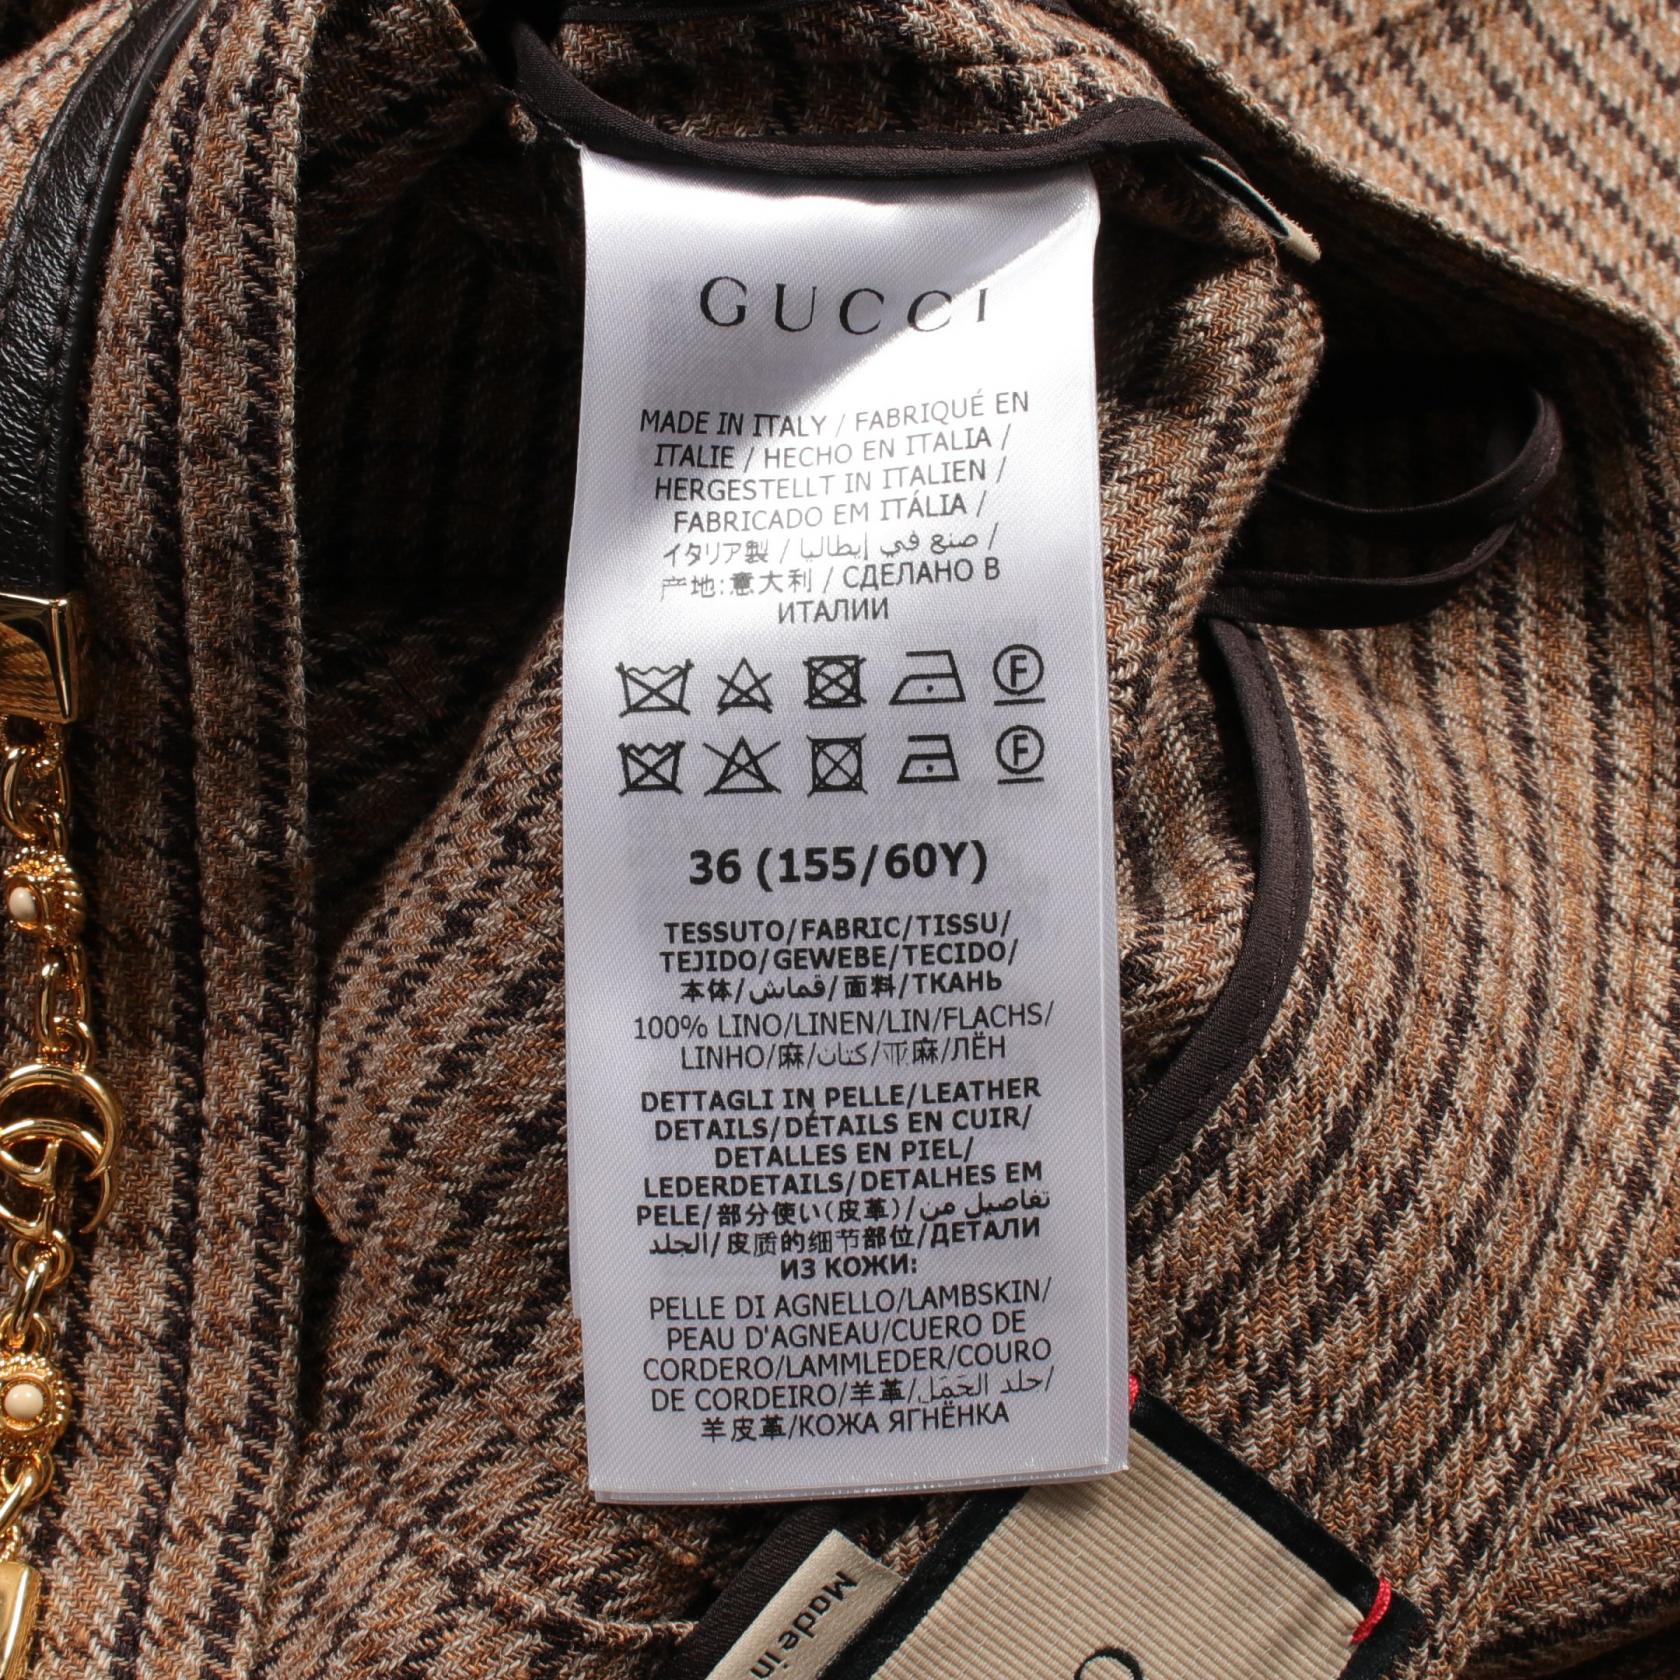 GUCCI
MADE IN ITALY / FABRIQUÉ EN
ITALIE / HECHO EN ITALIA /
HERGESTELLT IN ITALIEN /
FABRICADO EM ITÁLIA /
イタリア製 / صنع في إيطاليا /
产地:意大利 / СДЕЛАНО В
ИТАЛИИ
F
F
36 (155/60Y)
TESSUTO/FABRIC/TISSU/
TEJIDO/GEWEBE/TECIDO/
本体/قماش/面料/ТКАНЬ
100% LINO/LINEN/LIN/FLACHS/
LINHO/麻/كتان/亚麻/ЛЁН
DETTAGLI IN PELLE/LEATHER
DETAILS/DÉTAILS EN CUIR/
DETALLES EN PIEL/
LEDERDETAILS/DETALHES EM
PELE/部分使い(皮革)/تفاصيل من
الجلد/皮质的细节部位/ДЕТАЛИ
ИЗ КОЖИ:
PELLE DI AGNELLO/LAMBSKIN/
PEAU D'AGNEAU/CUERO DE
CORDERO/LAMMLEDER/COURO
DE CORDEIRO/羊革/جلد الحَمَل/
羊皮革/КОЖА ЯГНЁНКА
Made in